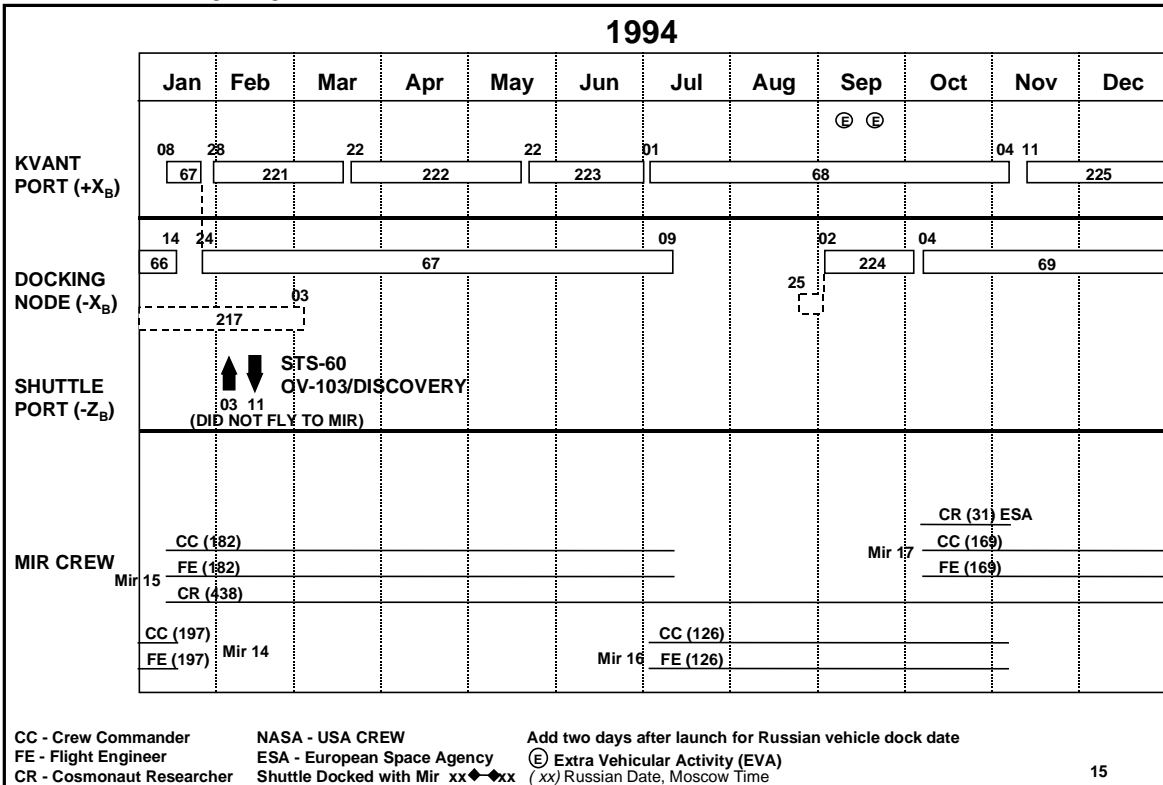 1994
Jan Feb Mar Apr May Jun Jul Aug Sep Oct Nov Dec
E E
KVANT
PORT (+XB)
08 28 22 22 01 04 11
67 221 222 223 68 225
DOCKING
NODE (-XB)
14 24 09 02 04
66 67 224 69
03 25
217
SHUTTLE
PORT (-ZB)
STS-60
OV-103/DISCOVERY
03 11
(DID NOT FLY TO MIR)
MIR CREW
CR (31) ESA
Mir 17
CC (169)
FE (169)
Mir 15
CC (182)
FE (182)
CR (438)
CC (197)
FE (197)
Mir 14
Mir 16
CC (126)
FE (126)
CC - Crew Commander
FE - Flight Engineer
CR - Cosmonaut Researcher
NASA - USA CREW
ESA - European Space Agency
Shuttle Docked with Mir xx◆◆xx
Add two days after launch for Russian vehicle dock date
E Extra Vehicular Activity (EVA)
( xx) Russian Date, Moscow Time
15